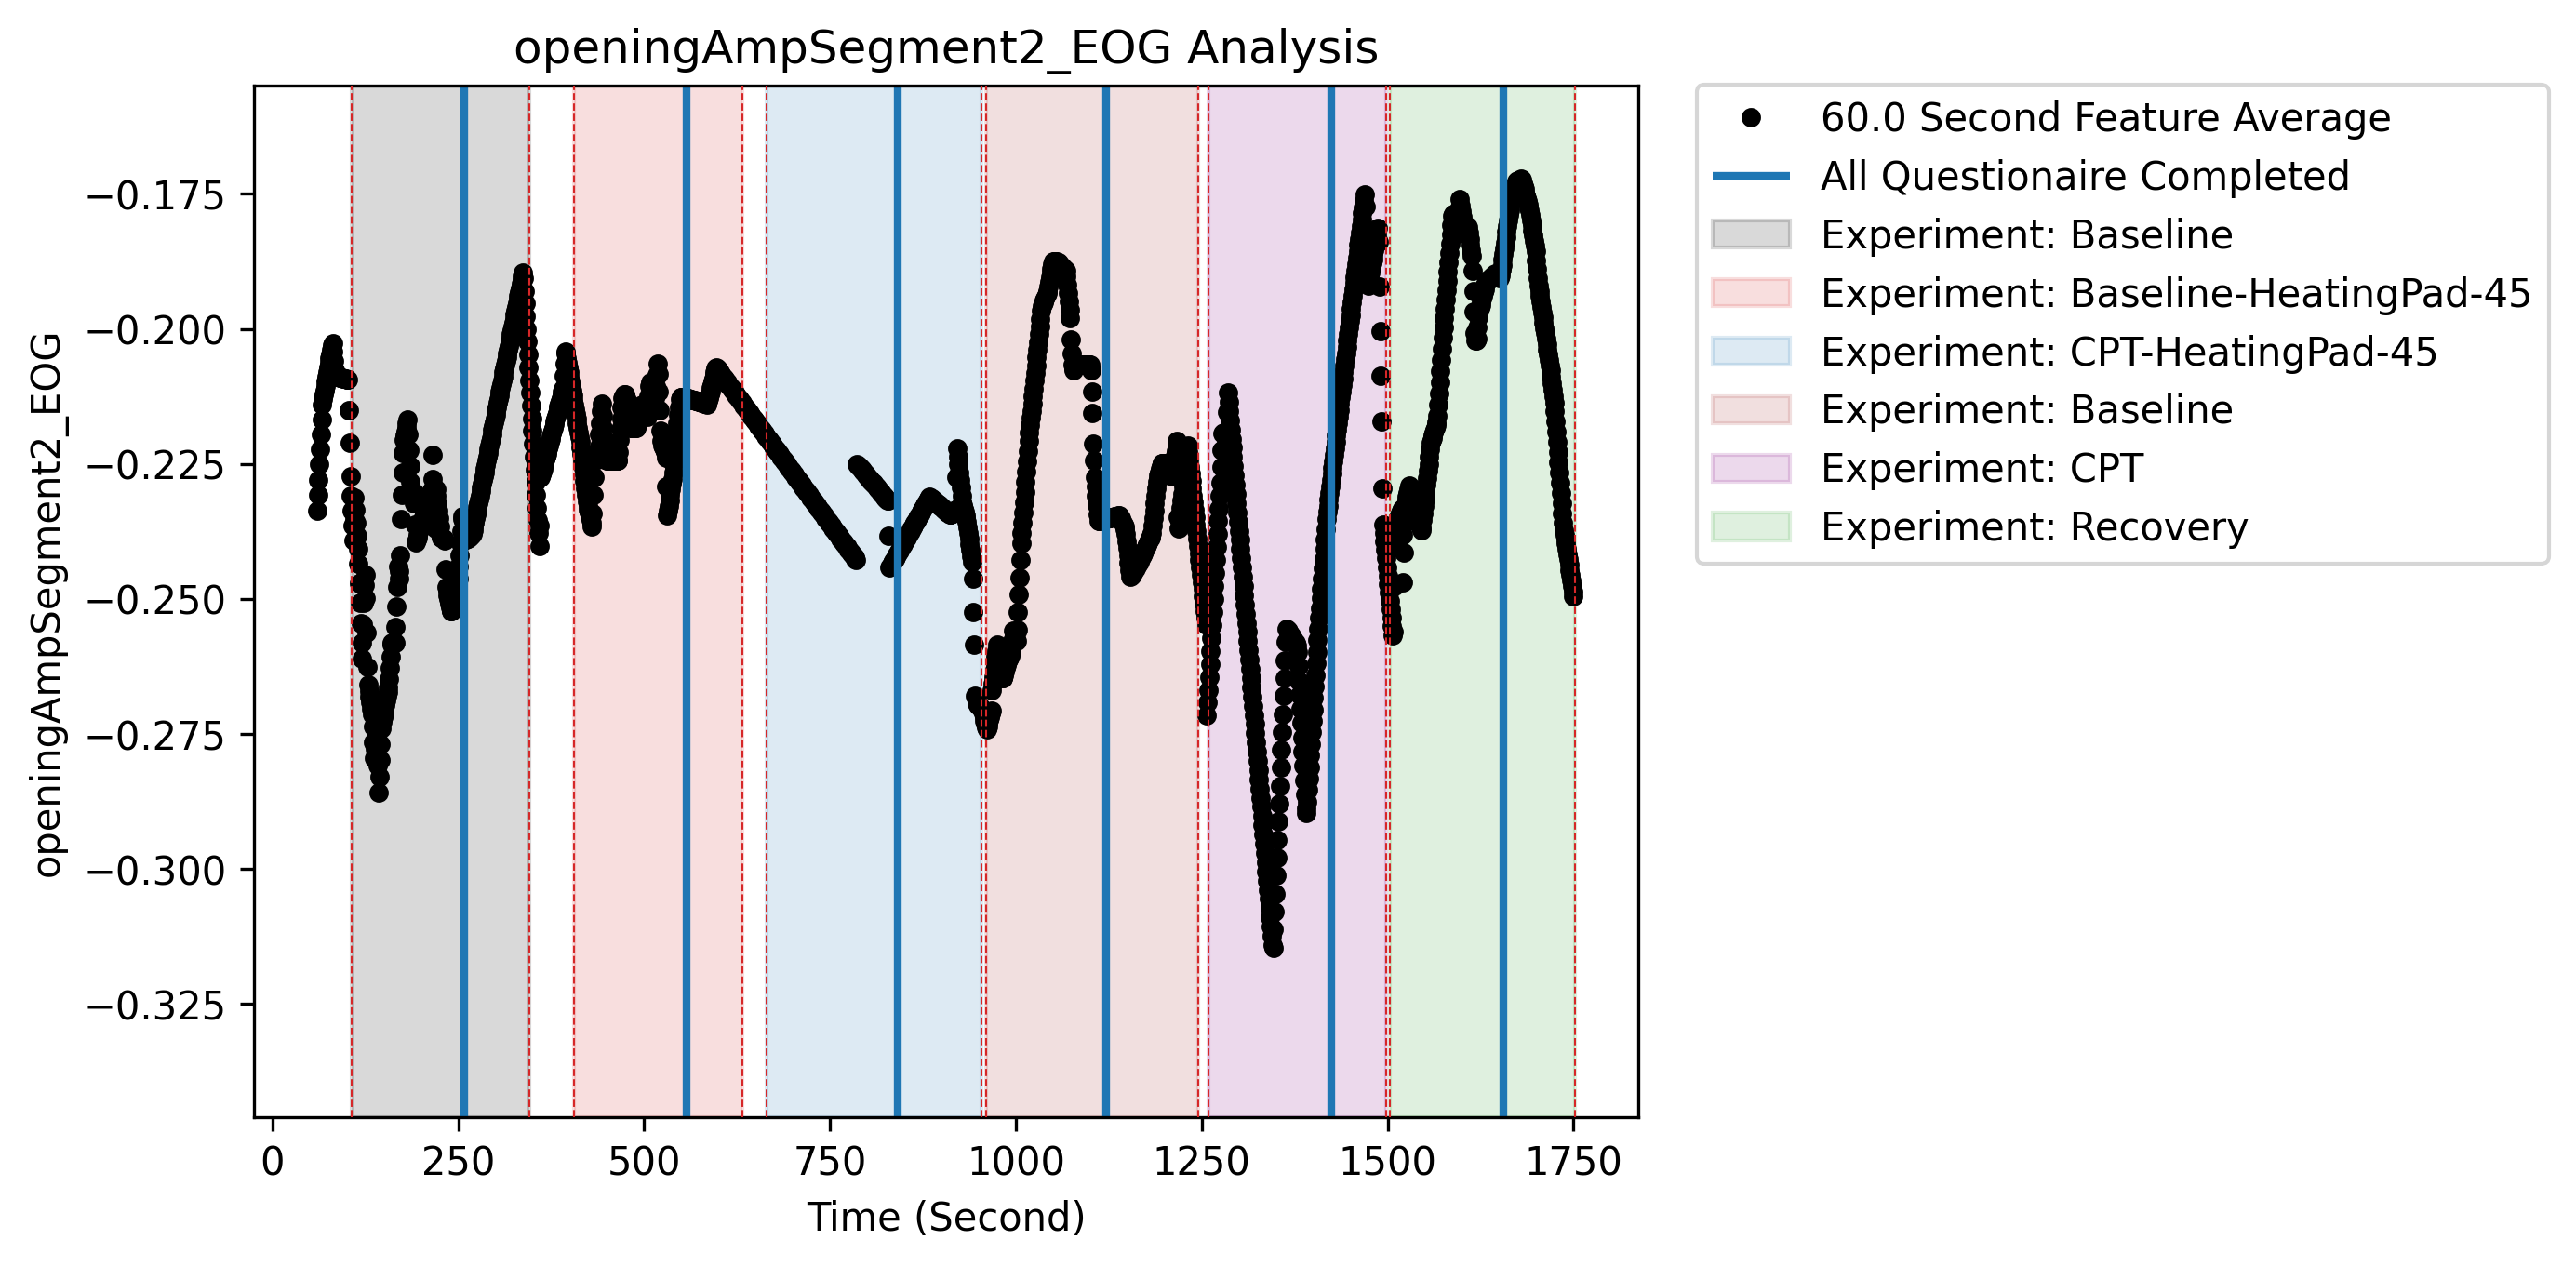 openingAmpSegment2_EOG Analysis
openingAmpSegment2_EOG
−0.175
−0.200
−0.225
−0.250
−0.275
−0.300
−0.325
0 250 500 750 1000 1250 1500 1750
Time (Second)
60.0 Second Feature Average
All Questionaire Completed
Experiment: Baseline
Experiment: Baseline-HeatingPad-45
Experiment: CPT-HeatingPad-45
Experiment: Baseline
Experiment: CPT
Experiment: Recovery